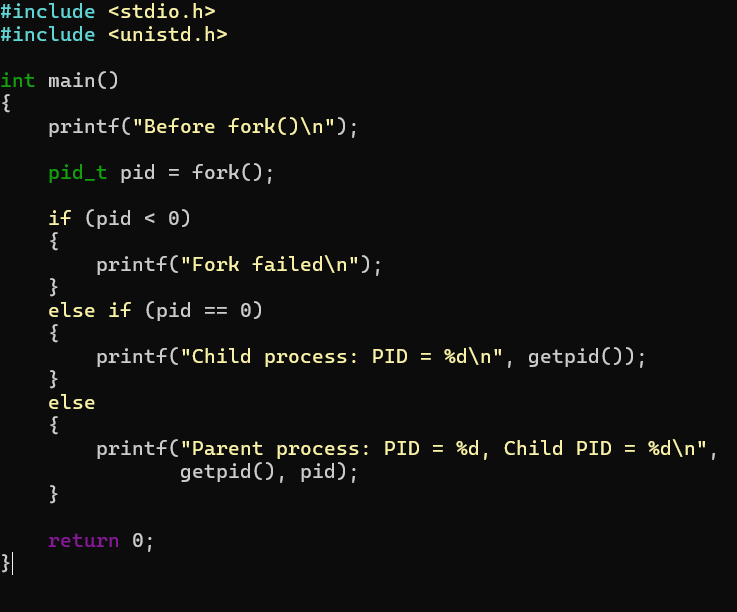 #include <stdio.h>
#include <unistd.h>

int main()
{
    printf("Before fork()\n");

    pid_t pid = fork();

    if (pid < 0)
    {
        printf("Fork failed\n");
    }
    else if (pid == 0)
    {
        printf("Child process: PID = %d\n", getpid());
    }
    else
    {
        printf("Parent process: PID = %d, Child PID = %d\n",
               getpid(), pid);
    }

    return 0;
}